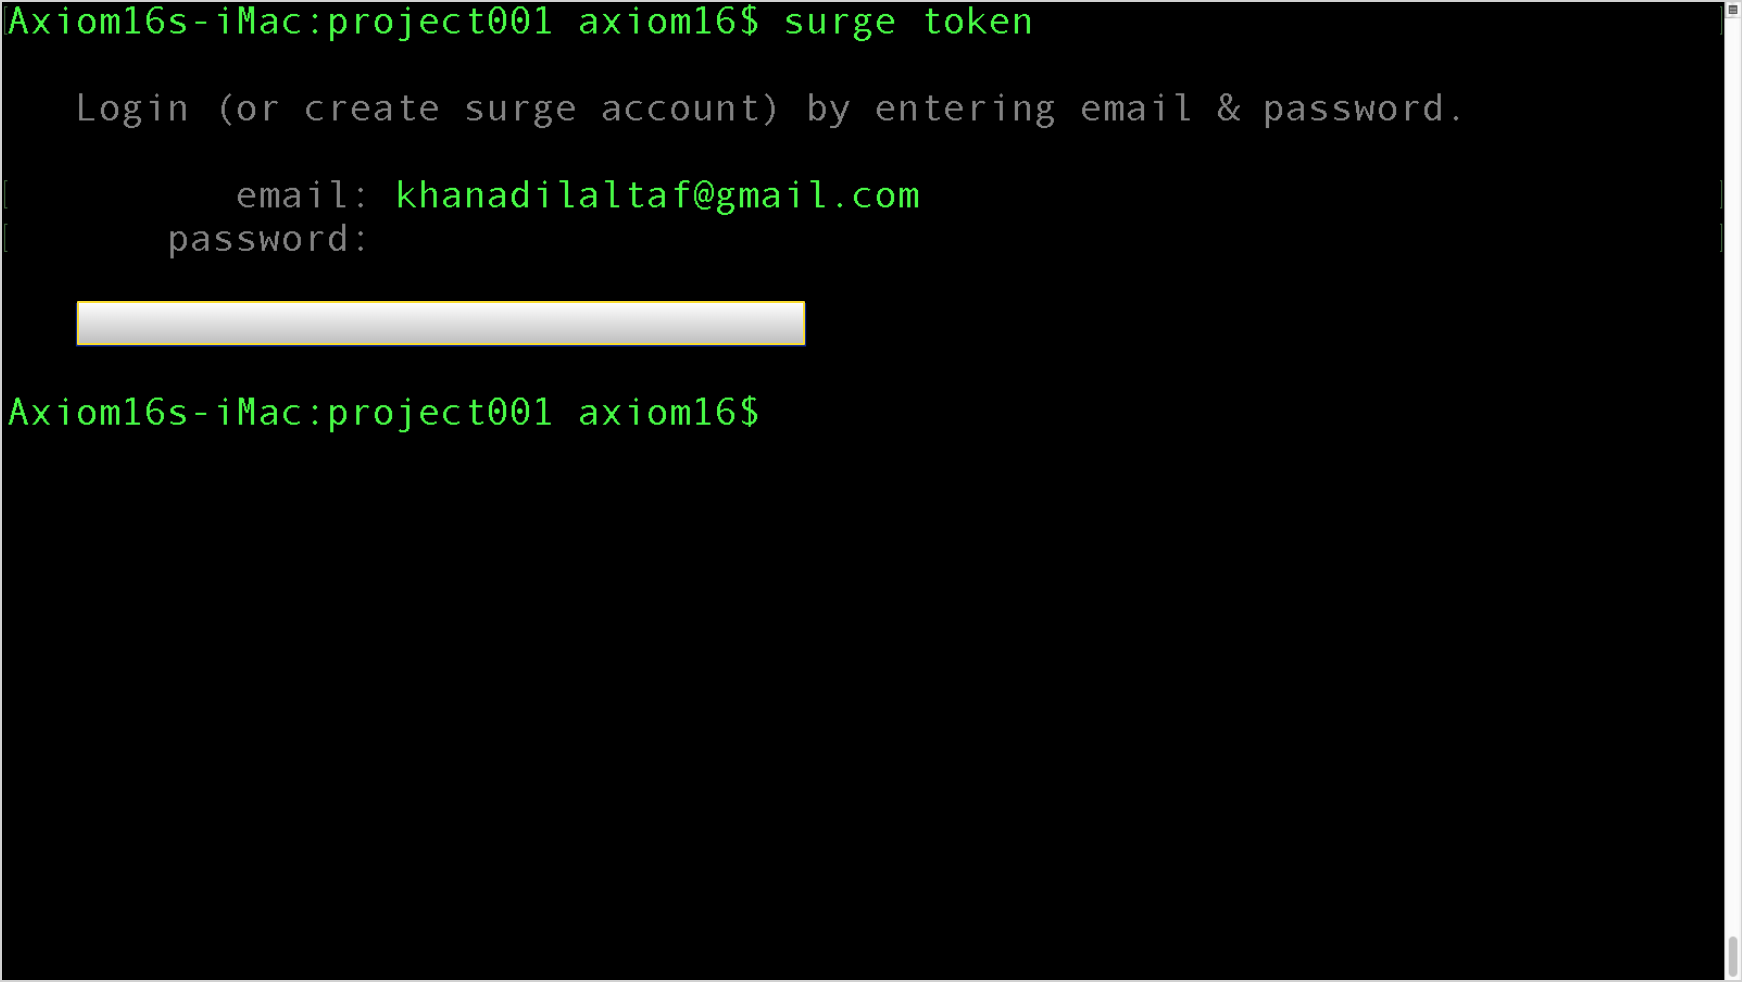 Axiom16s-iMac:project001 axiom16$ surge token
Login (or create surge account) by entering email & password.
email: khanadilaltaf@gmail.com
password:
Axiom16s-iMac:project001 axiom16$